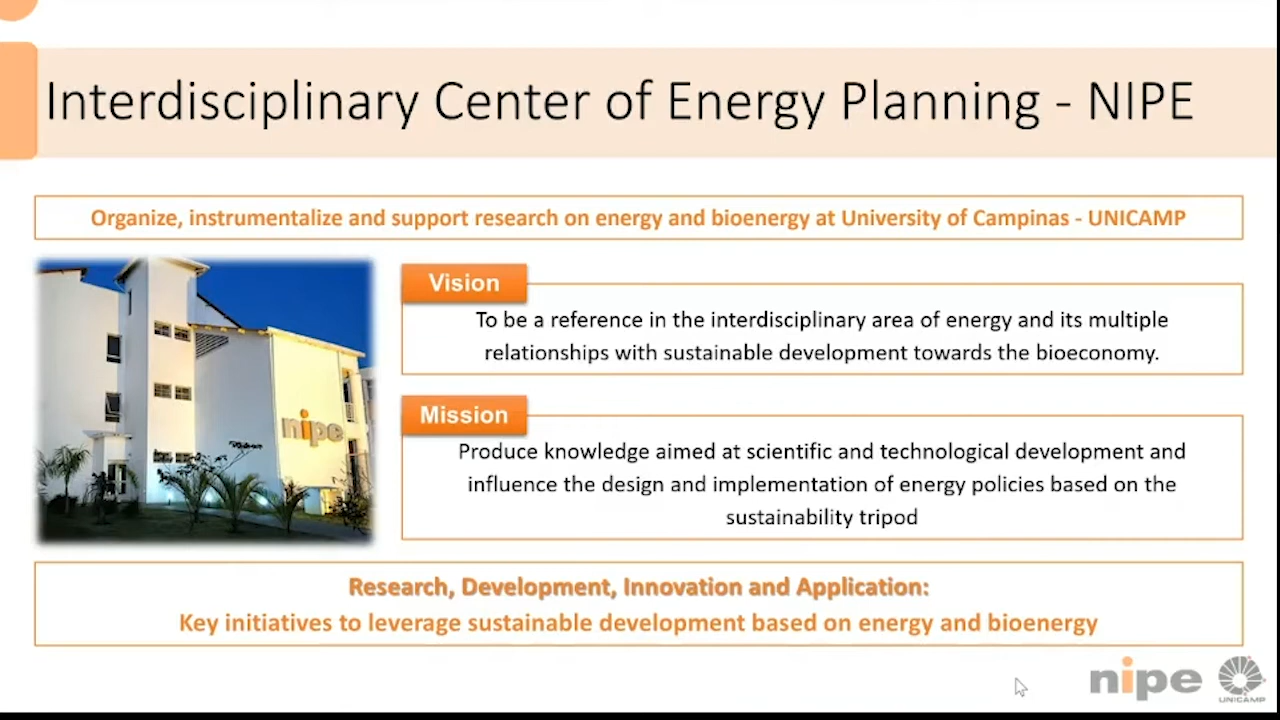 Interdisciplinary Center of Energy Planning - NIPE
Organize, instrumentalize and support research on energy and bioenergy at University of Campinas - UNICAMP
nipe
Vision
To be a reference in the interdisciplinary area of energy and its multiple
relationships with sustainable development towards the bioeconomy.
Mission
Produce knowledge aimed at scientific and technological development and
influence the design and implementation of energy policies based on the
sustainability tripod
Research, Development, Innovation and Application:
Key initiatives to leverage sustainable development based on energy and bioenergy
nipe
UNICAMP